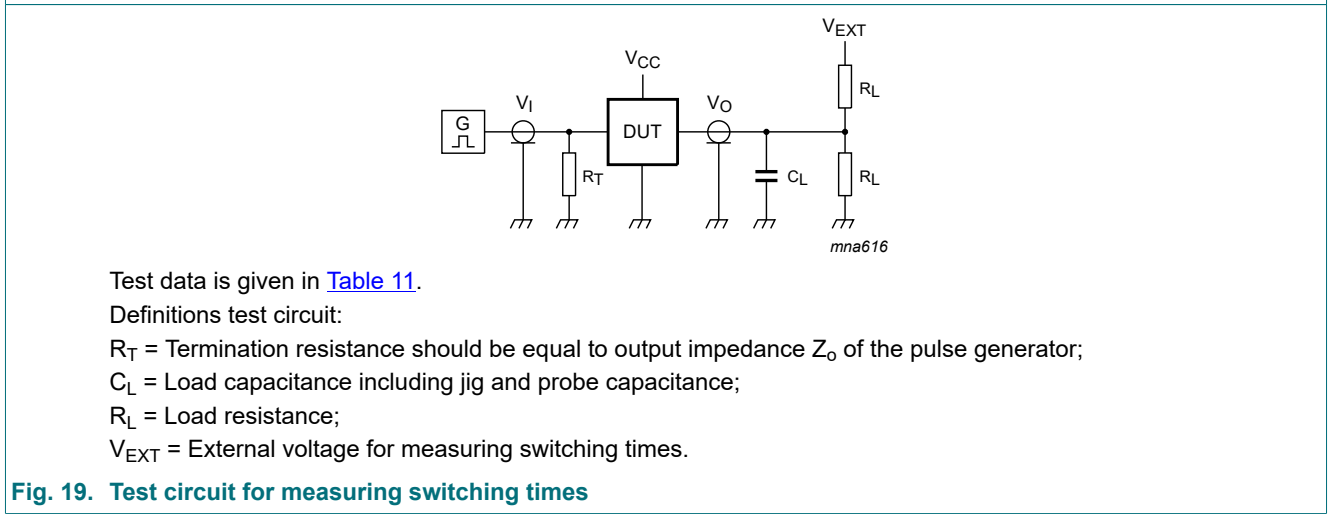 VEXT
RL
VCC
VI
VO
G
DUT
RT
CL
RL
mna616
Test data is given in Table 11.
Definitions test circuit:
RT = Termination resistance should be equal to output impedance Zo of the pulse generator;
CL = Load capacitance including jig and probe capacitance;
RL = Load resistance;
VEXT = External voltage for measuring switching times.
Fig. 19. Test circuit for measuring switching times